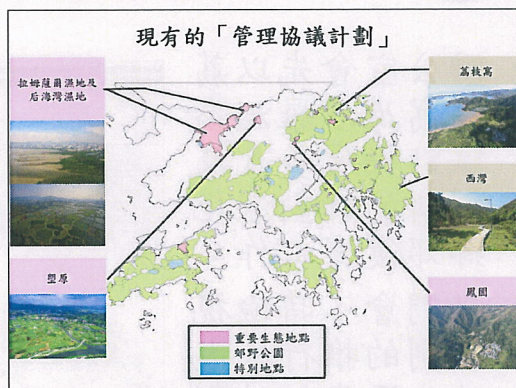 現有的「管理協議計劃」
拉姆薩爾濕地及
后海灣濕地
塱原
荔枝窩
西灣
鳳園
重要生態地點
郊野公園
特別地點